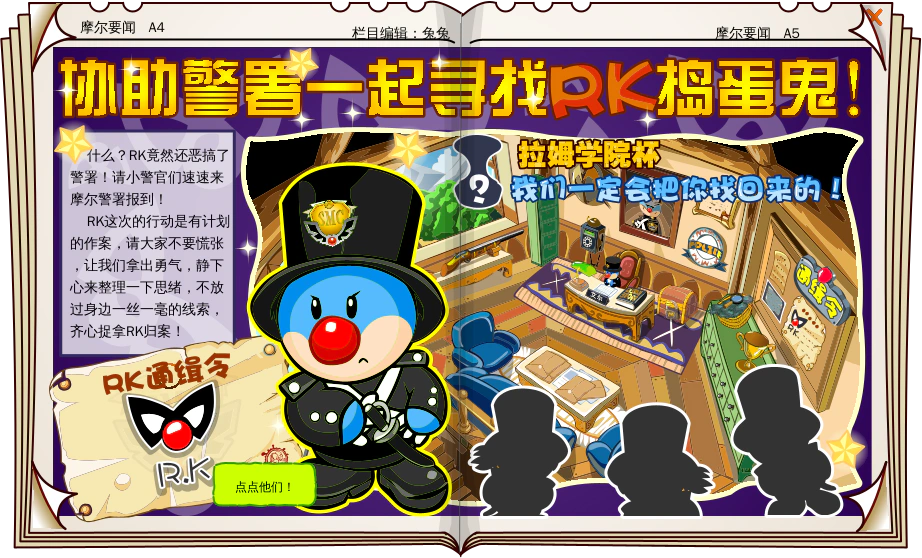 摩尔要闻 A4
栏目编辑：兔兔
摩尔要闻 A5
协助警署一起寻找RK捣蛋鬼！
什么？RK竟然还恶搞了
警署！请小警官们速速来
摩尔警署报到！
RK这次的行动是有计划
的作案，请大家不要慌张
，让我们拿出勇气，静下
心来整理一下思绪，不放
过身边一丝一毫的线索，
齐心捉拿RK归案！
?
拉姆学院杯
我们一定会把你找回来的！
SMC
POLICE
通缉令
R.K
RK通缉令
R.K
点点他们！